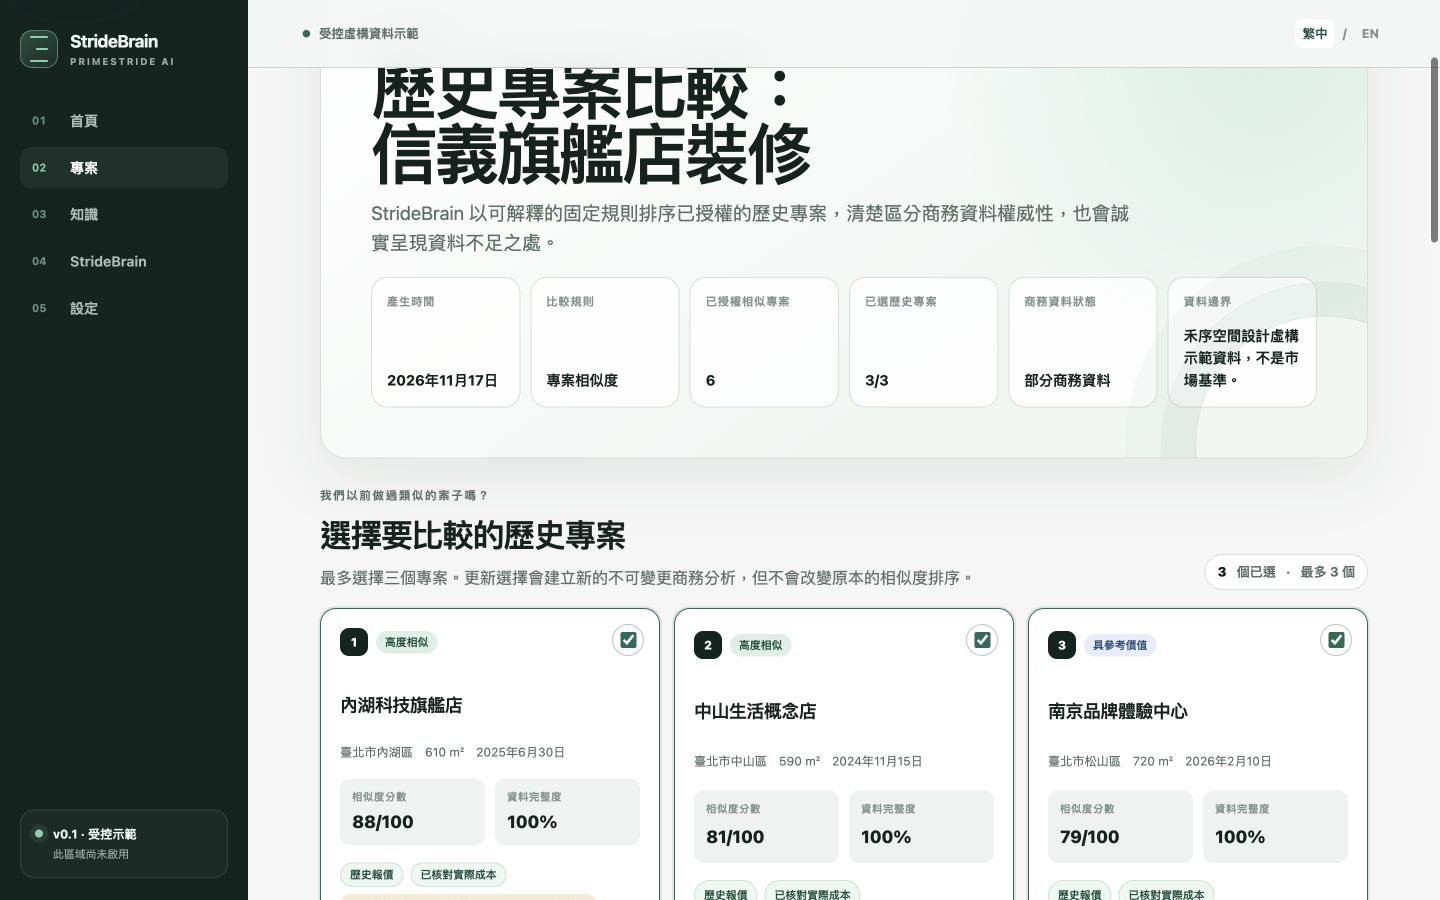 StrideBrain
PRIMESTRIDE AI
01 首頁
02 專案
03 知識
04 StrideBrain
05 設定
v0.1 · 受控示範
此區域尚未啟用
受控虛構資料示範
繁中 / EN
歷史專案比較：
信義旗艦店裝修
StrideBrain 以可解釋的固定規則排序已授權的歷史專案，清楚區分商務資料權威性，也會誠
實呈現資料不足之處。
產生時間
2026年11月17日
比較規則
專案相似度
已授權相似專案
6
已選歷史專案
3/3
商務資料狀態
部分商務資料
資料邊界
禾序空間設計虛構
示範資料，不是市
場基準。
我們以前做過類似的案子嗎？
選擇要比較的歷史專案
最多選擇三個專案。更新選擇會建立新的不可變更商務分析，但不會改變原本的相似度排序。
3 個已選 · 最多 3 個
1 高度相似
內湖科技旗艦店
臺北市內湖區 610 m² 2025年6月30日
相似度分數
88/100
資料完整度
100%
歷史報價 已核對實際成本
2 高度相似
中山生活概念店
臺北市中山區 590 m² 2024年11月15日
相似度分數
81/100
資料完整度
100%
歷史報價 已核對實際成本
3 具參考價值
南京品牌體驗中心
臺北市松山區 720 m² 2026年2月10日
相似度分數
79/100
資料完整度
100%
歷史報價 已核對實際成本